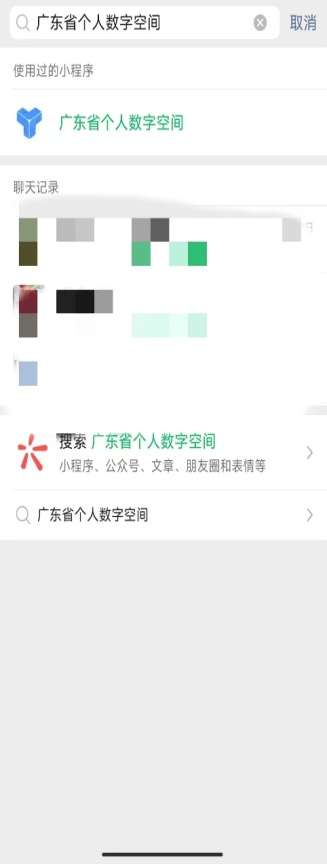 广东省个人数字空间
取消
使用过的小程序
广东省个人数字空间
聊天记录
日
搜索 广东省个人数字空间
小程序、公众号、文章、朋友圈和表情等
广东省个人数字空间